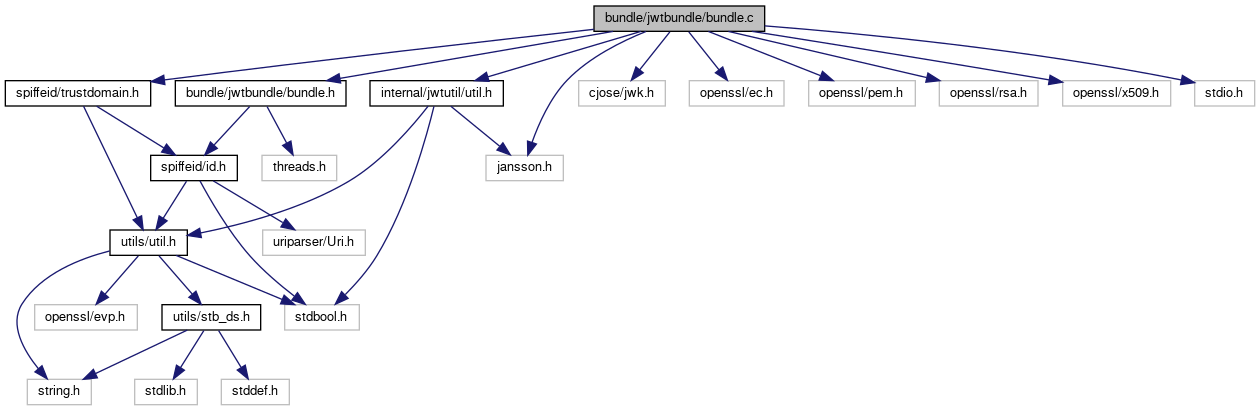 bundle/jwtbundle/bundle.c
spiffeid/trustdomain.h
bundle/jwtbundle/bundle.h
internal/jwtutil/util.h
cjose/jwk.h
openssl/ec.h
openssl/pem.h
openssl/rsa.h
openssl/x509.h
stdio.h
spiffeid/id.h
threads.h
jansson.h
utils/util.h
uriparser/Uri.h
openssl/evp.h
utils/stb_ds.h
stdbool.h
string.h
stdlib.h
stddef.h